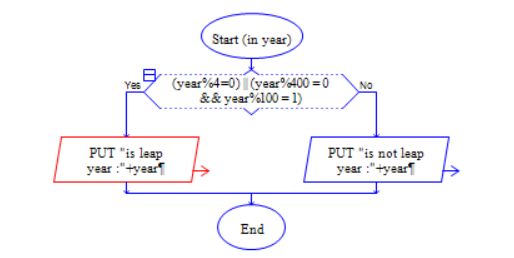 Start (in year)
Yes
(year%4=0) || (year%400 = 0
&& year%100 = 1)
No
PUT "is leap
year :"+year¶
PUT "is not leap
year :"+year¶
End